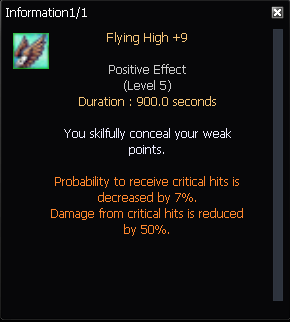 Information1/1
Flying High +9
Positive Effect
(Level 5)
Duration : 900.0 seconds
You skilfully conceal your weak
points.
Probability to receive critical hits is
decreased by 7%.
Damage from critical hits is reduced
by 50%.